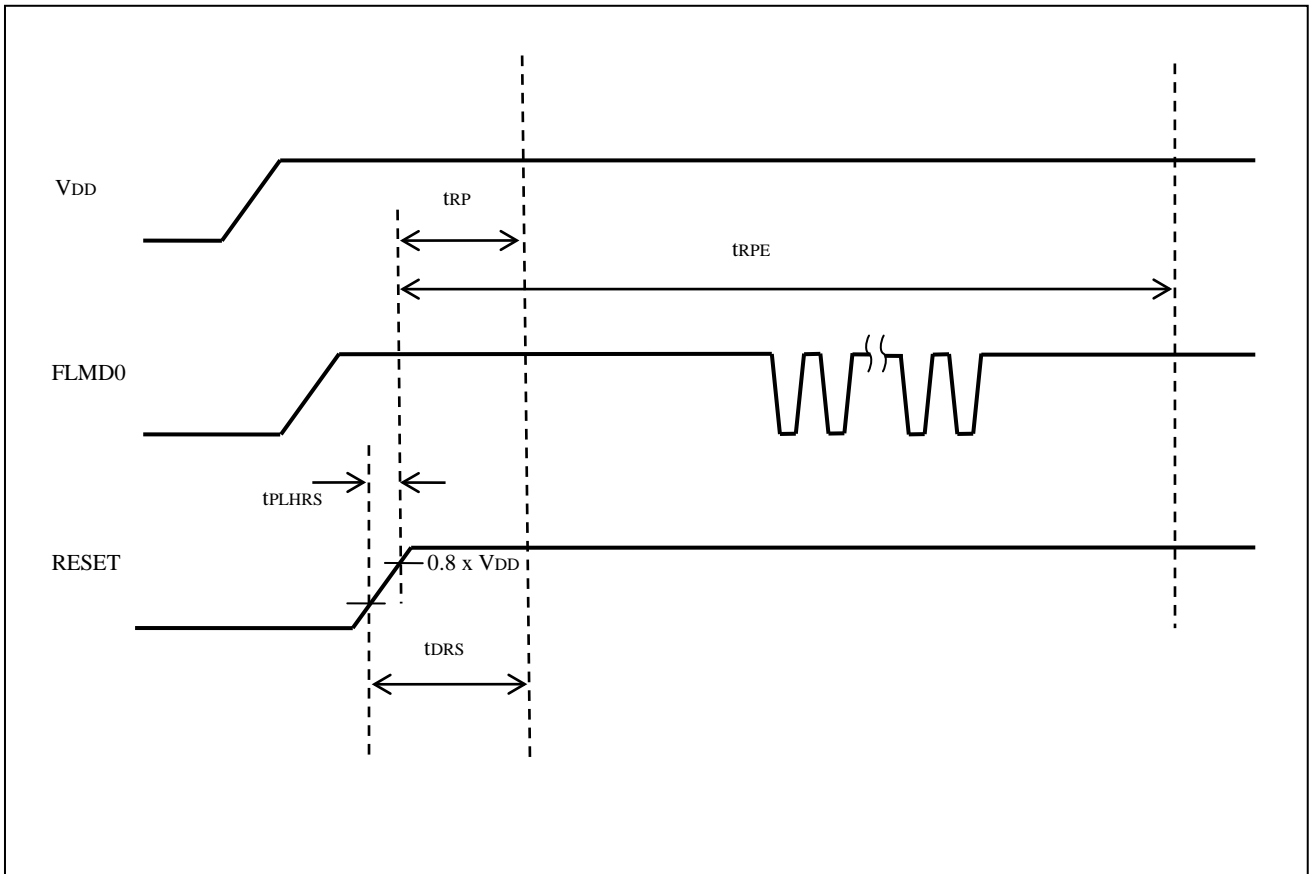 VDD
tRP
tRPE
FLMD0
tPLHRS
RESET
0.8 x VDD
tDRS